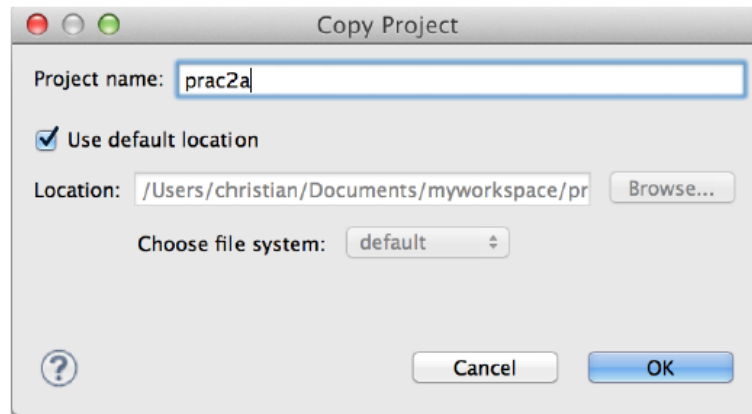 Copy Project
Project name: prac2a
Use default location
Location: /Users/christian/Documents/myworkspace/pr Browse...
Choose file system: default
? Cancel OK